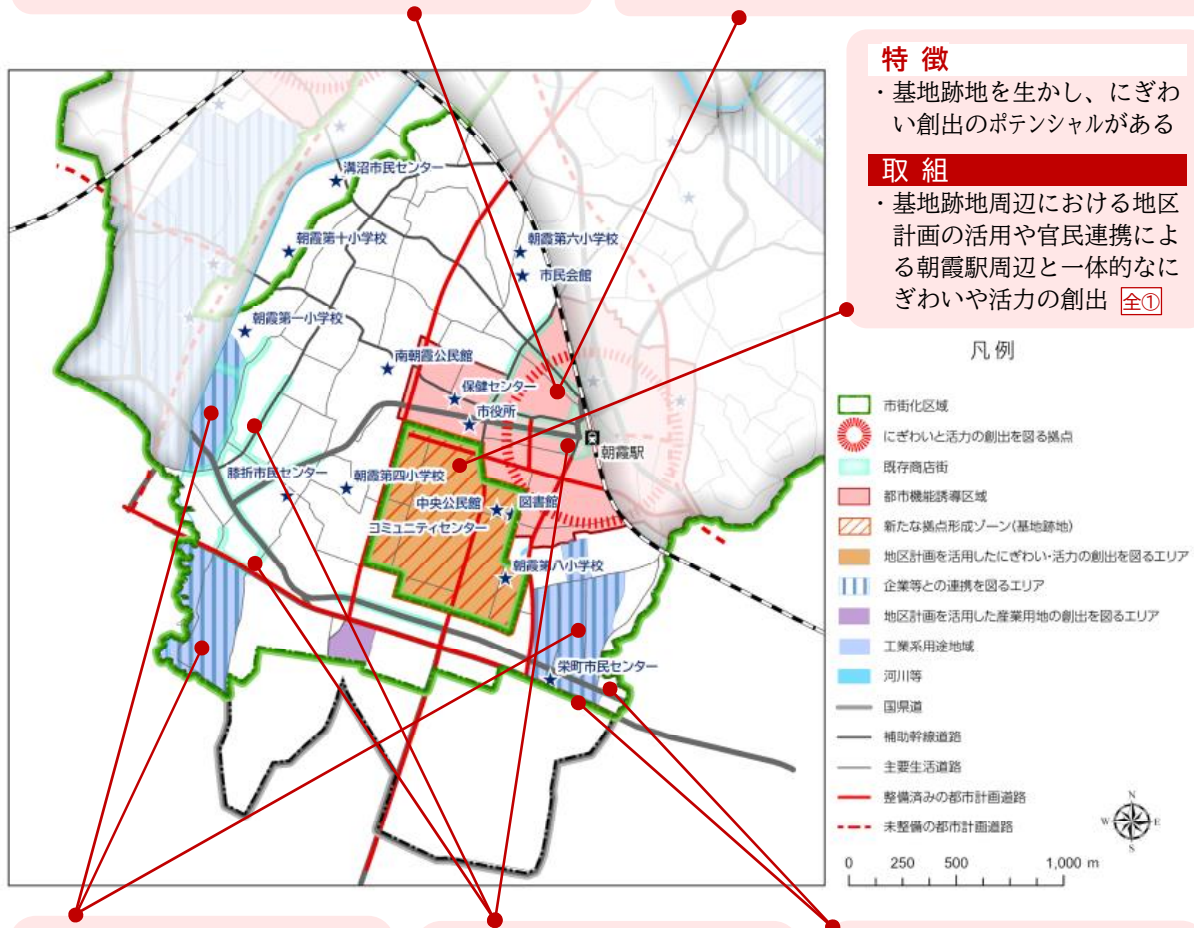 特徴
・基地跡地を生かし、にぎわ
い創出のポテンシャルがある
取組
・基地跡地周辺における地区
計画の活用や官民連携によ
る朝霞駅周辺と一体的なに
ぎわいや活力の創出 全①
溝沼市民センター
朝霞第十小学校
朝霞第六小学校
市民会館
朝霞第一小学校
南朝霞公民館
保健センター
市役所
朝霞駅
膝折市民センター
朝霞第四小学校
中央公民館
図書館
コミュニティセンター
朝霞第八小学校
栄町市民センター
凡例
市街化区域
にぎわいと活力の創出を図る拠点
既存商店街
都市機能誘導区域
新たな拠点形成ゾーン(基地跡地)
地区計画を活用したにぎわい・活力の創出を図るエリア
企業等との連携を図るエリア
地区計画を活用した産業用地の創出を図るエリア
工業系用途地域
河川等
国県道
補助幹線道路
主要生活道路
整備済みの都市計画道路
未整備の都市計画道路
N
W E
S
0 250 500 1,000 m